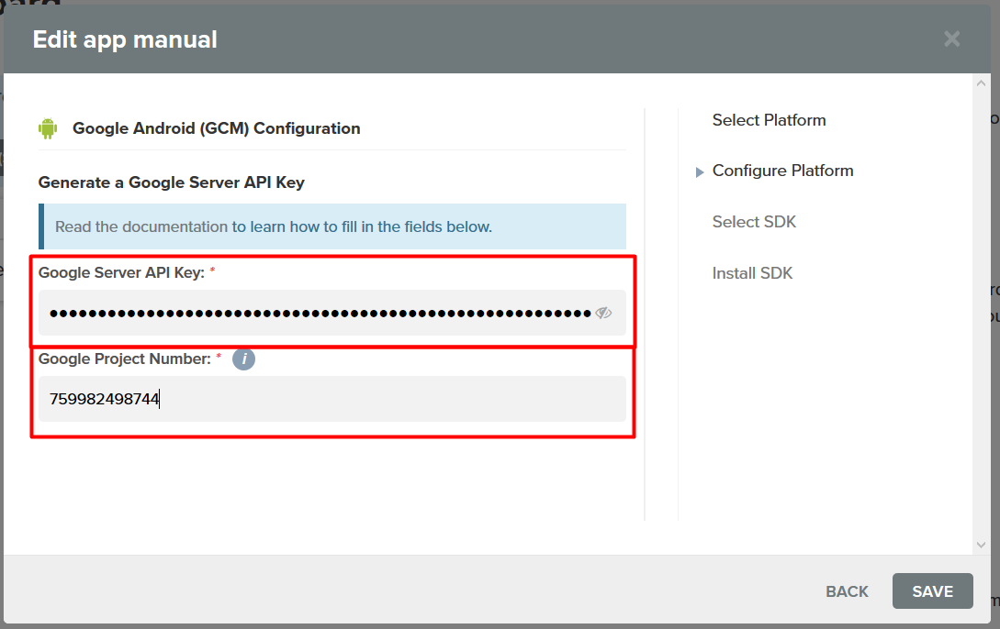 Edit app manual
Google Android (GCM) Configuration
Generate a Google Server API Key
Read the documentation to learn how to fill in the fields below.
Google Server API Key: *
Google Project Number: * i
759982498744
Select Platform
Configure Platform
Select SDK
Install SDK
BACK
SAVE